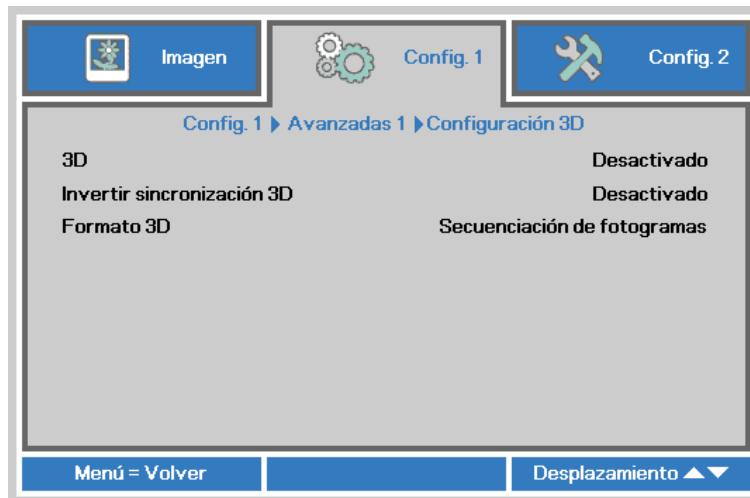 Imagen Config. 1 Config. 2
Config. 1 Avanzadas 1 Configuración 3D
3D Desactivado
Invertir sincronización 3D Desactivado
Formato 3D Secuenciación de fotogramas
Menú = Volver Desplazamiento